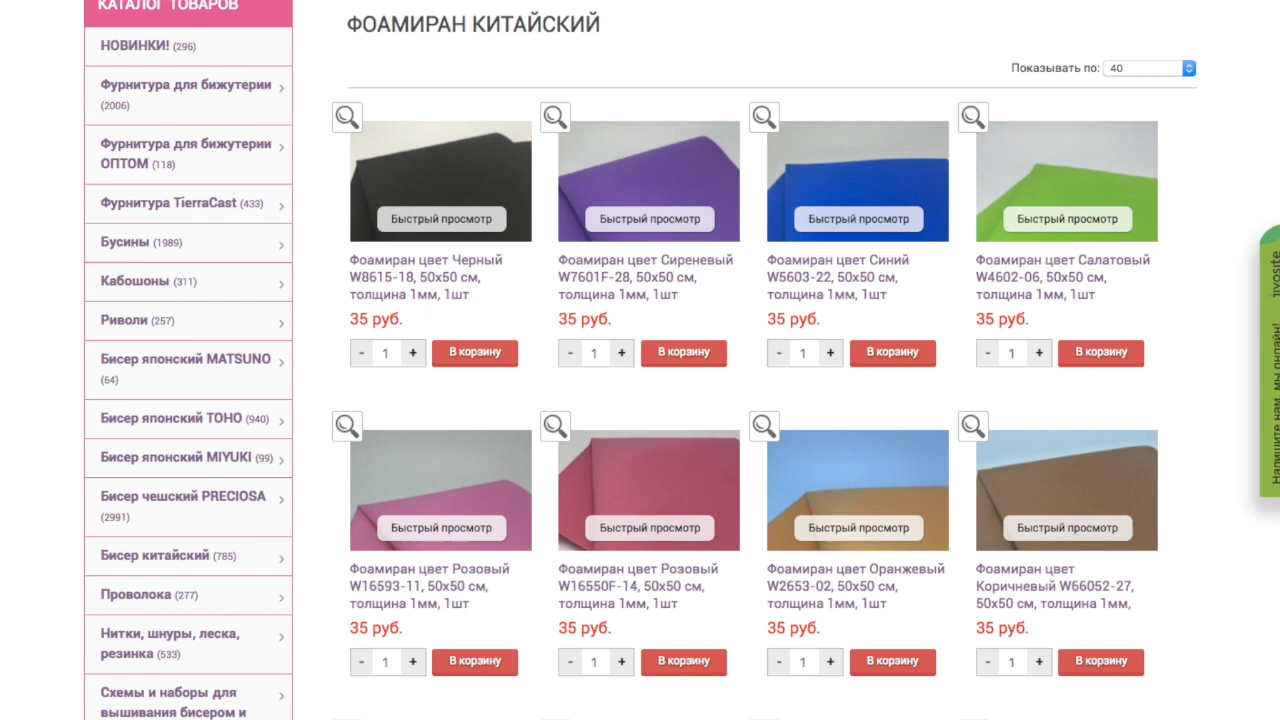 КАТАЛОГ ТОВАРОВ
НОВИНКИ! (296)
Фурнитура для бижутерии
(2006)
Фурнитура для бижутерии
ОПТОМ (118)
Фурнитура TierraCast (433)
Бусины (1989)
Кабошоны (311)
Риволи (257)
Бисер японский MATSUNO
(64)
Бисер японский TOHO (940)
Бисер японский MIYUKI (99)
Бисер чешский PRECIOSA
(2991)
Бисер китайский (785)
Проволока (277)
Нитки, шнуры, леска,
резинка (533)
Схемы и наборы для
вышивания бисером и
ФОАМИРАН КИТАЙСКИЙ
Показывать по: 40
Быстрый просмотр
Фоамиран цвет Черный
W8615-18, 50х50 см,
толщина 1мм, 1шт
35 руб.
- 1 + В корзину
Быстрый просмотр
Фоамиран цвет Сиреневый
W7601F-28, 50х50 см,
толщина 1мм, 1шт
35 руб.
- 1 + В корзину
Быстрый просмотр
Фоамиран цвет Синий
W5603-22, 50х50 см,
толщина 1мм, 1шт
35 руб.
- 1 + В корзину
Быстрый просмотр
Фоамиран цвет Салатовый
W4602-06, 50х50 см,
толщина 1мм, 1шт
35 руб.
- 1 + В корзину
Быстрый просмотр
Фоамиран цвет Розовый
W16593-11, 50х50 см,
толщина 1мм, 1шт
35 руб.
- 1 + В корзину
Быстрый просмотр
Фоамиран цвет Розовый
W16550F-14, 50х50 см,
толщина 1мм, 1шт
35 руб.
- 1 + В корзину
Быстрый просмотр
Фоамиран цвет Оранжевый
W2653-02, 50х50 см,
толщина 1мм, 1шт
35 руб.
- 1 + В корзину
Быстрый просмотр
Фоамиран цвет
Коричневый W66052-27,
50х50 см, толщина 1мм,
35 руб.
- 1 + В корзину
Напишите нам, мы онлайн! jivosite